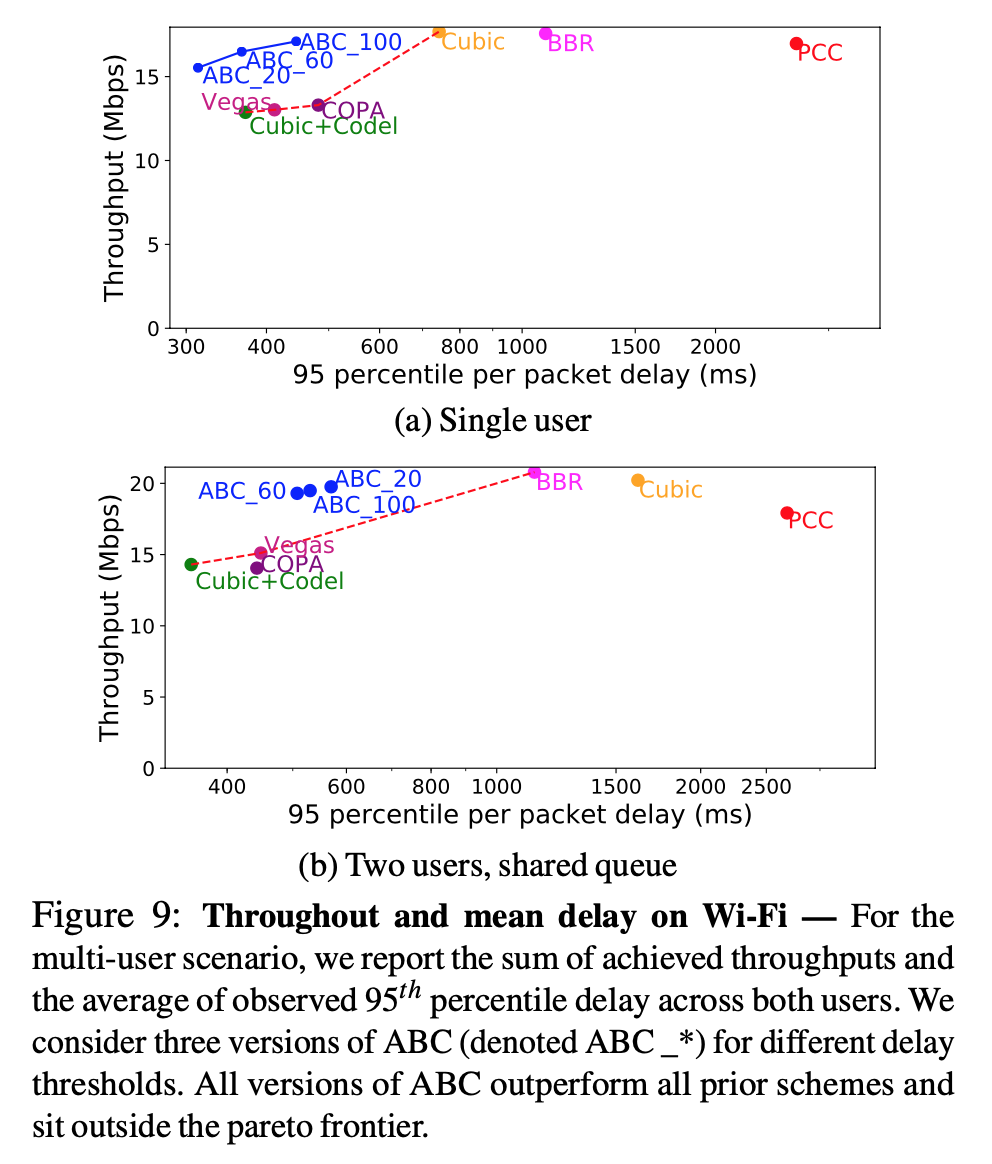 Throughput (Mbps)
15
10
5
0
ABC_100
ABC_60
ABC_20
Vegas
COPA
Cubic+Codel
Cubic
BBR
PCC
300 400 600 800 1000 1500 2000
95 percentile per packet delay (ms)
(a) Single user
Throughput (Mbps)
20
15
10
5
0
ABC_20
ABC_60
ABC_100
Vegas
COPA
Cubic+Codel
BBR
Cubic
PCC
400 600 800 1000 1500 2000 2500
95 percentile per packet delay (ms)
(b) Two users, shared queue
Figure 9: Throughout and mean delay on Wi-Fi — For the
multi-user scenario, we report the sum of achieved throughputs and
the average of observed 95th percentile delay across both users. We
consider three versions of ABC (denoted ABC _*) for different delay
thresholds. All versions of ABC outperform all prior schemes and
sit outside the pareto frontier.